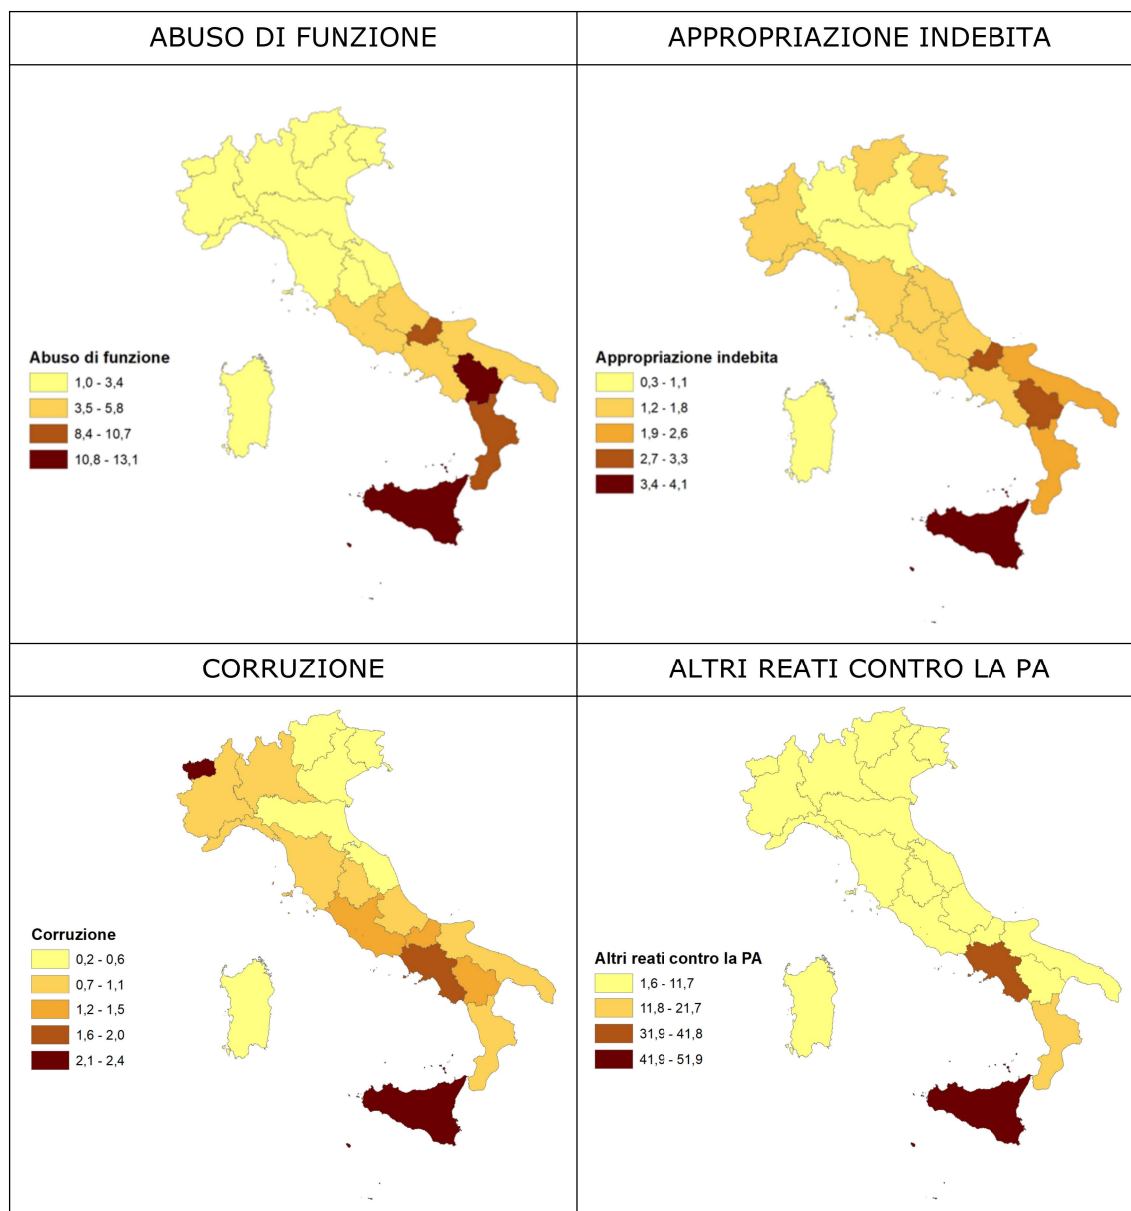 ABUSO DI FUNZIONE
APPROPRIAZIONE INDEBITA
Abuso di funzione
1,0 - 3,4
3,5 - 5,8
8,4 - 10,7
10,8 - 13,1
Appropriazione indebita
0,3 - 1,1
1,2 - 1,8
1,9 - 2,6
2,7 - 3,3
3,4 - 4,1
CORRUZIONE
ALTRI REATI CONTRO LA PA
Corruzione
0,2 - 0,6
0,7 - 1,1
1,2 - 1,5
1,6 - 2,0
2,1 - 2,4
Altri reati contro la PA
1,6 - 11,7
11,8 - 21,7
31,9 - 41,8
41,9 - 51,9